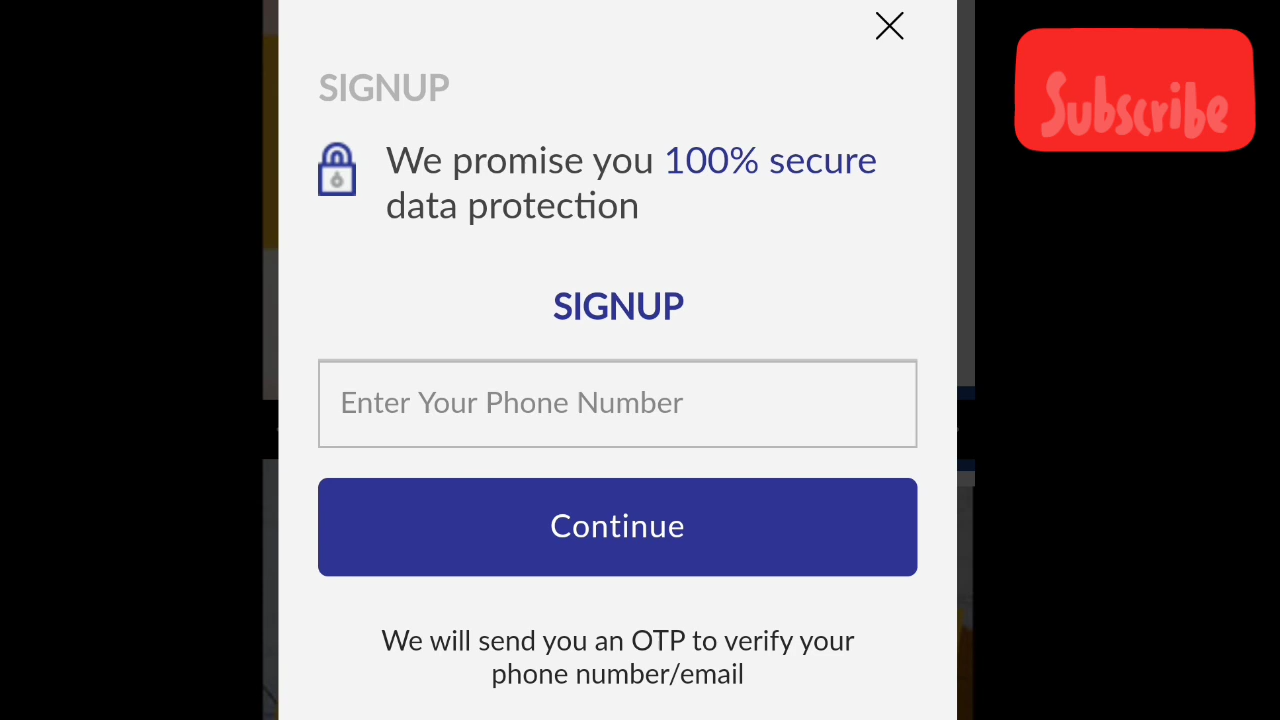 SIGNUP
Subscribe
We promise you 100% secure
data protection
SIGNUP
Enter Your Phone Number
Continue
We will send you an OTP to verify your
phone number/email